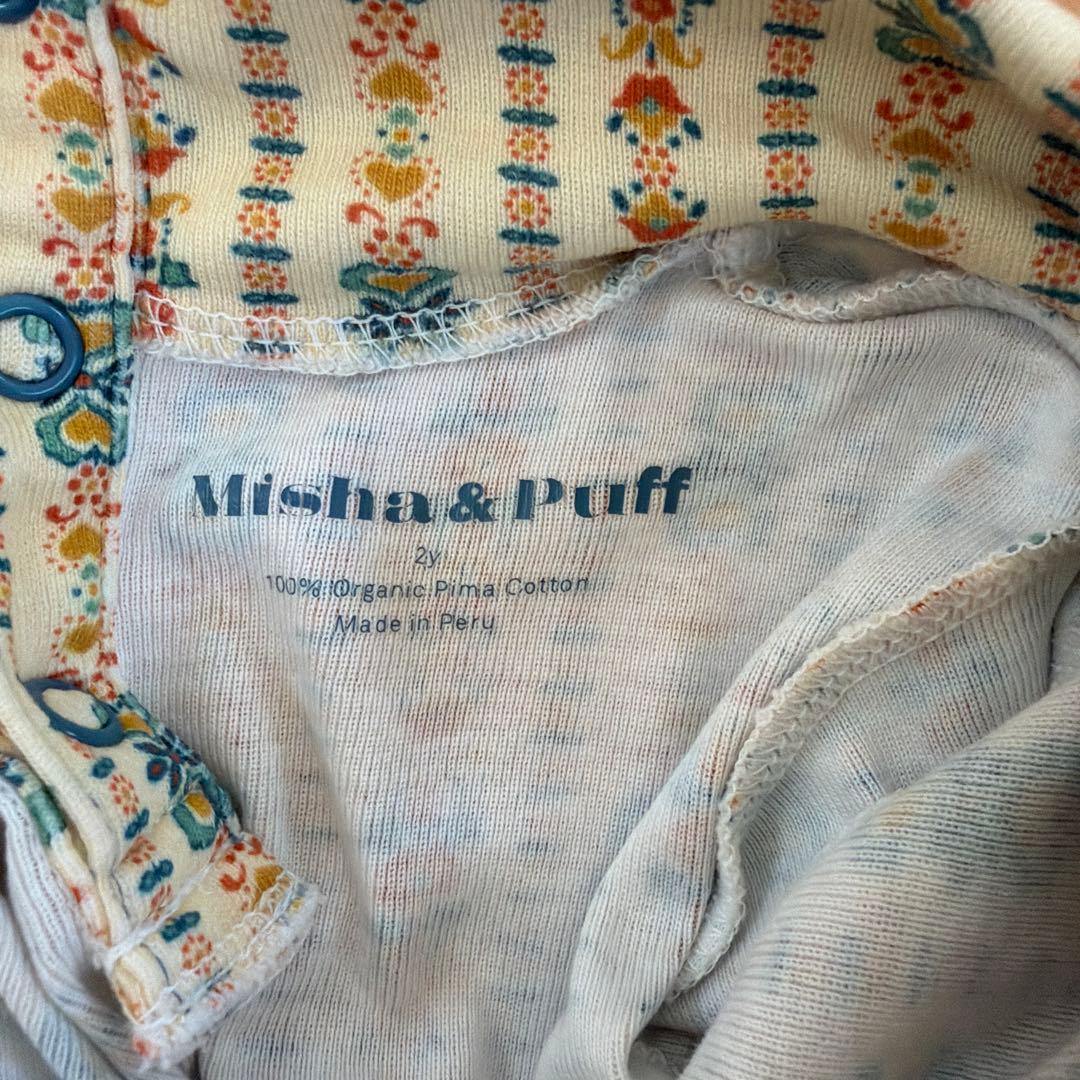 Misha & Puff
2y
100% Organic Pima Cotton
Made in Peru